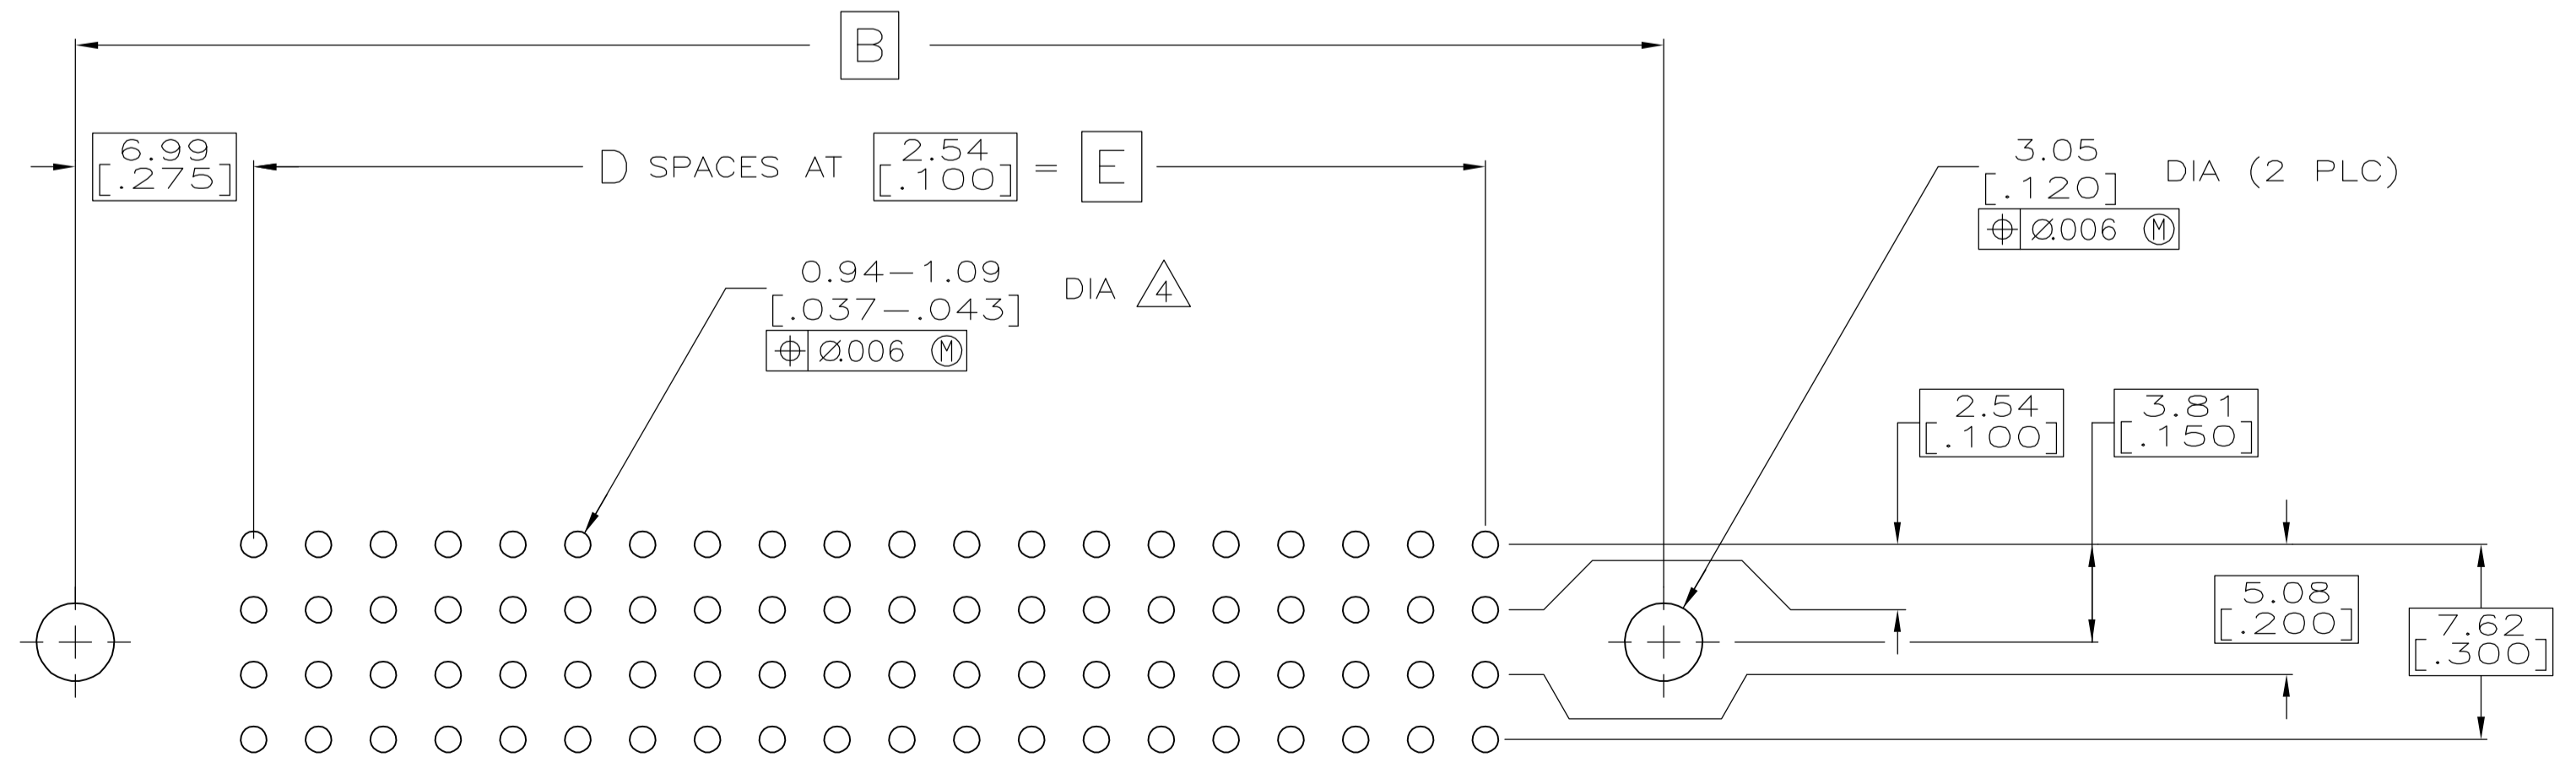 B
6.99
[.275]
D SPACES AT 2.54 = E
[.100]
3.05 DIA (2 PLC)
[.120]
⌖ Ø.006 Ⓜ
0.94–1.09 DIA 4
[.037–.043]
⌖ Ø.006 Ⓜ
2.54
[.100]
3.81
[.150]
5.08
[.200]
7.62
[.300]